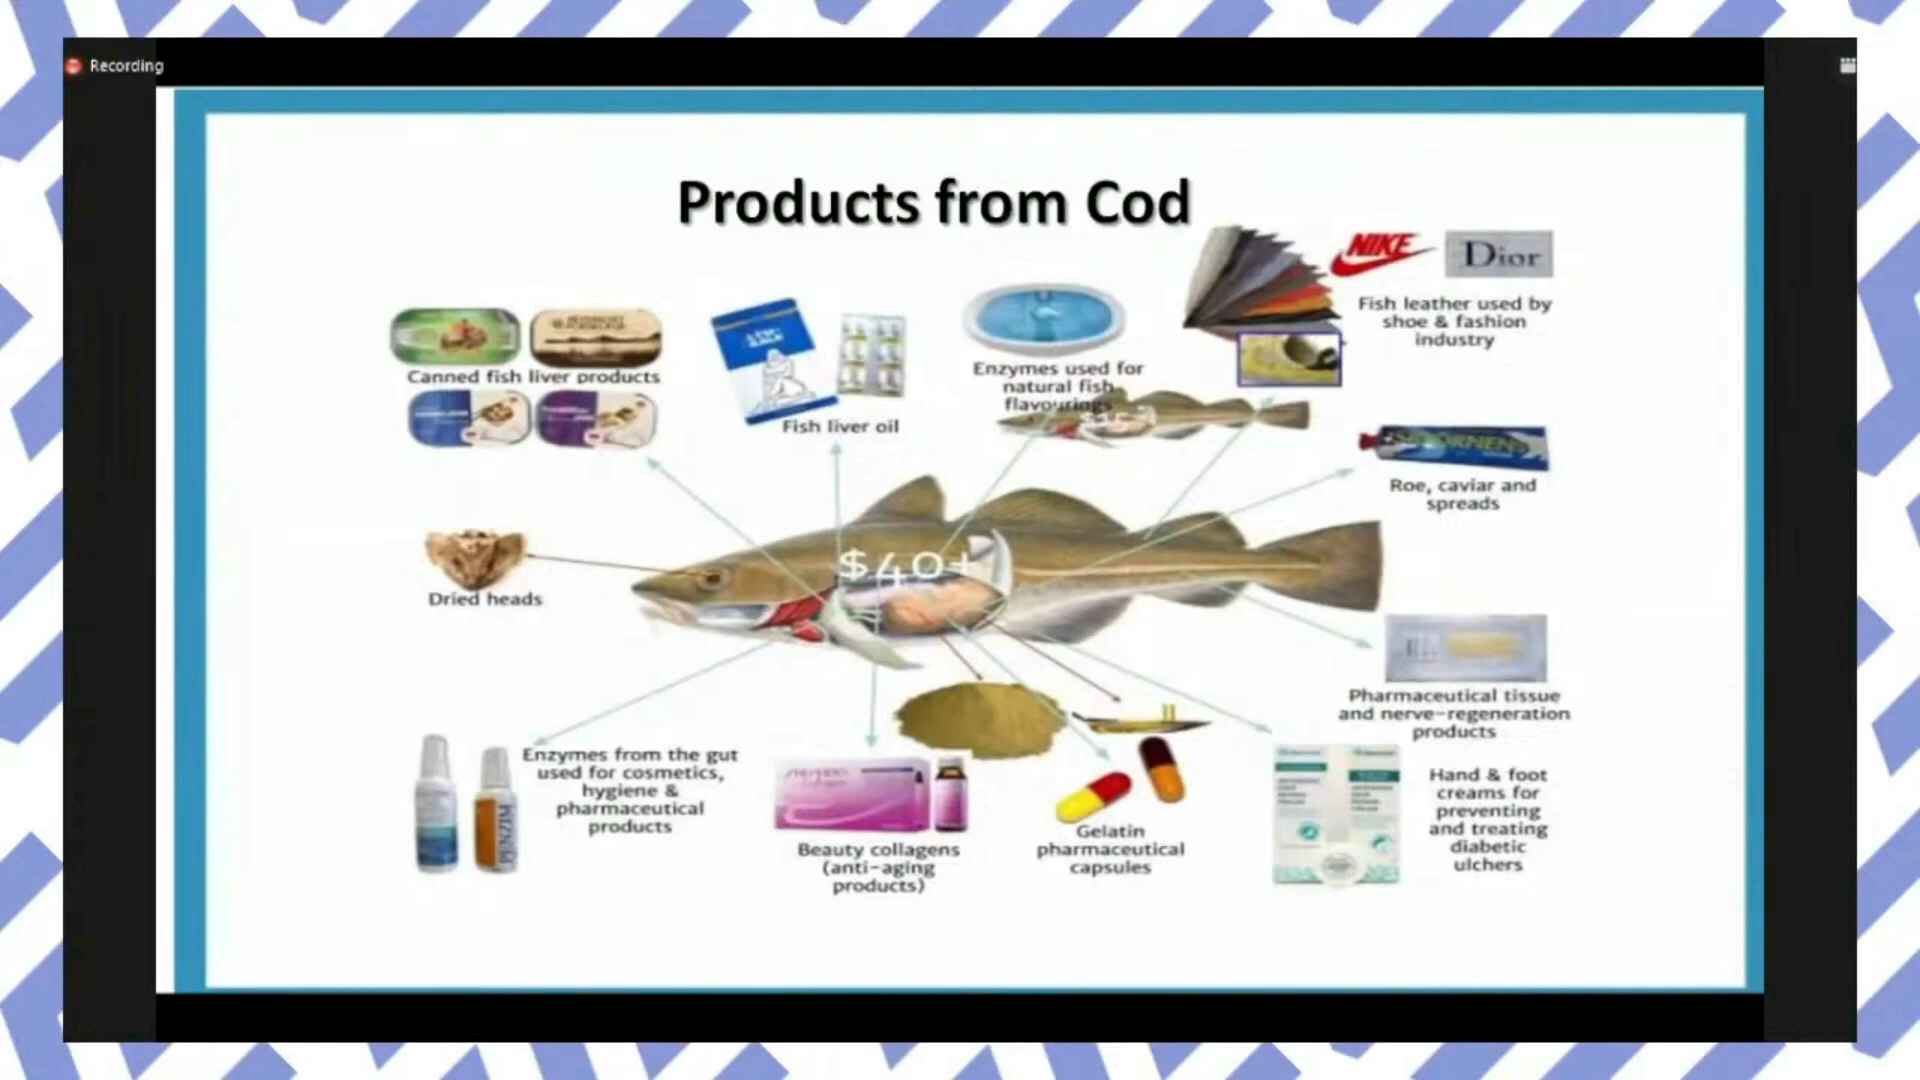 Recording
Products from Cod
NIKE
Dior
Fish leather used by
shoe & fashion
industry
Canned fish liver products
Fish liver oil
Enzymes used for
natural fish
flavourings
Roe, caviar and
spreads
$40+
Dried heads
Pharmaceutical tissue
and nerve-regeneration
products
Enzymes from the gut
used for cosmetics,
hygiene &
pharmaceutical
products
PENZIM
Beauty collagens
(anti-aging
products)
Gelatin
pharmaceutical
capsules
Hand & foot
creams for
preventing
and treating
diabetic
ulchers